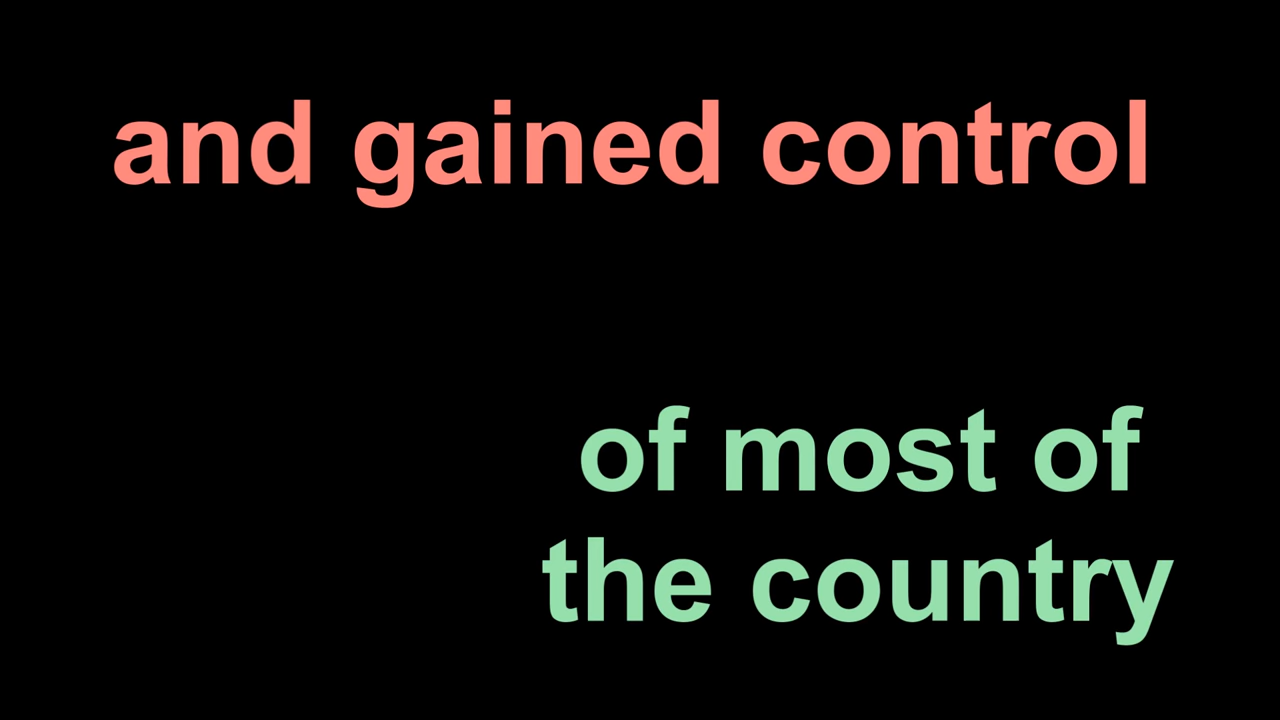 and gained control
of most of
the country